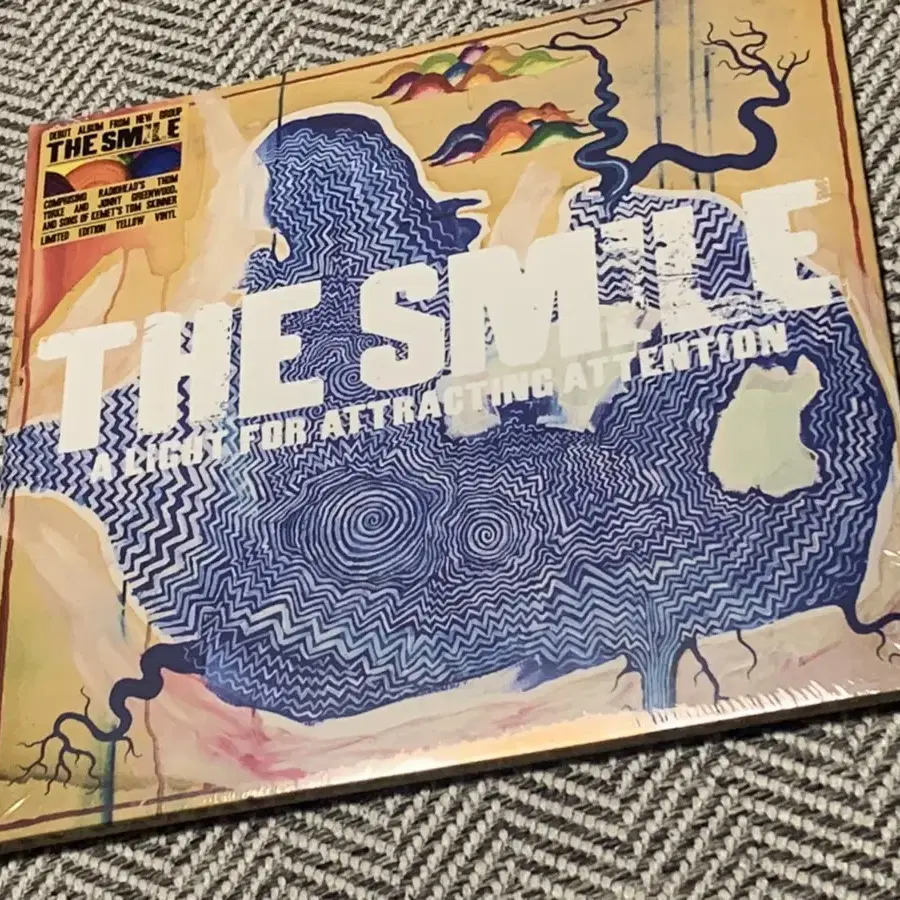 DEBUT ALBUM FROM NEW GROUP
THE SMILE
COMPRISING RADIOHEAD'S THOM
YORKE AND JONNY GREENWOOD,
AND SONS OF KEMET'S TOM SKINNER
LIMITED EDITION YELLOW VINYL
THE SMILE
A LIGHT FOR ATTRACTING ATTENTION